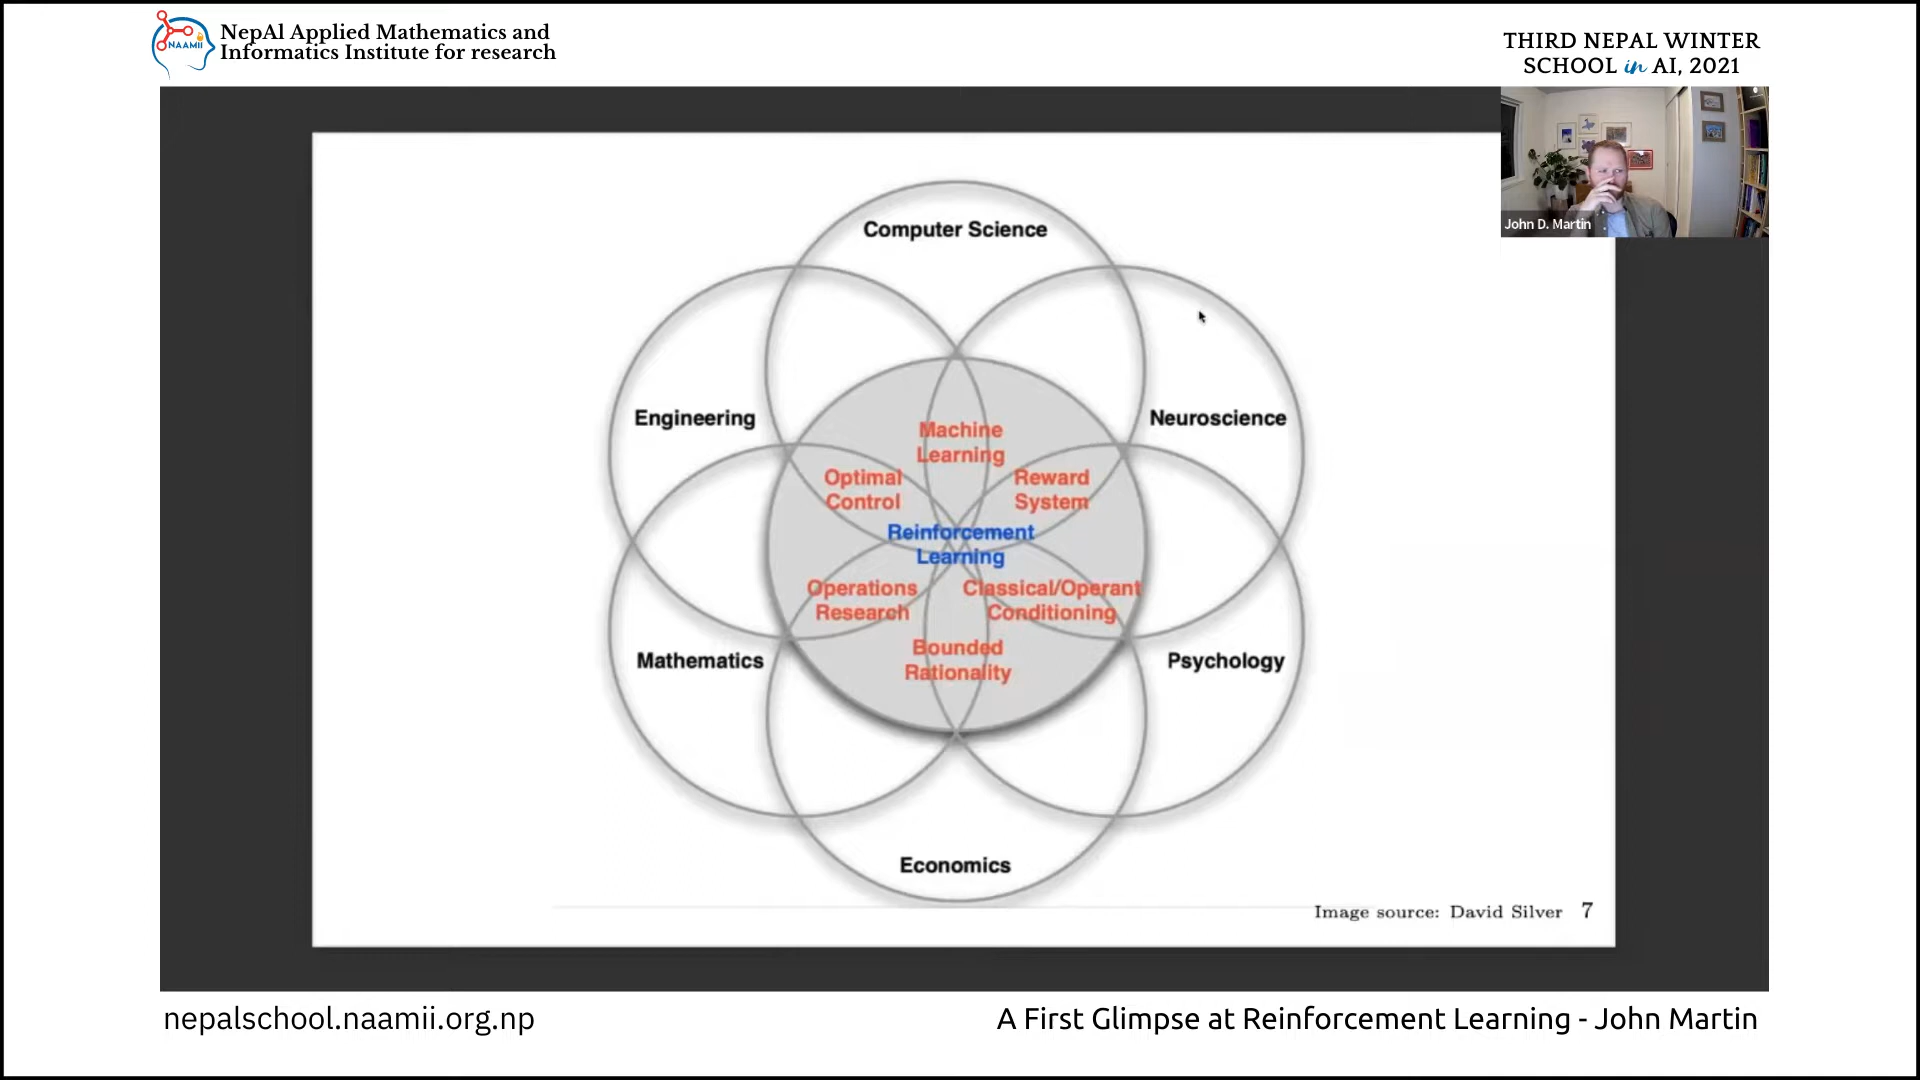 NAAMII
NepAl Applied Mathematics and
Informatics Institute for research
THIRD NEPAL WINTER
SCHOOL in AI, 2021
John D. Martin
Computer Science
Engineering
Neuroscience
Machine
Learning
Optimal
Control
Reward
System
Reinforcement
Learning
Operations
Research
Classical/Operant
Conditioning
Bounded
Rationality
Mathematics
Psychology
Economics
Image source: David Silver 7
nepalschool.naamii.org.np
A First Glimpse at Reinforcement Learning - John Martin